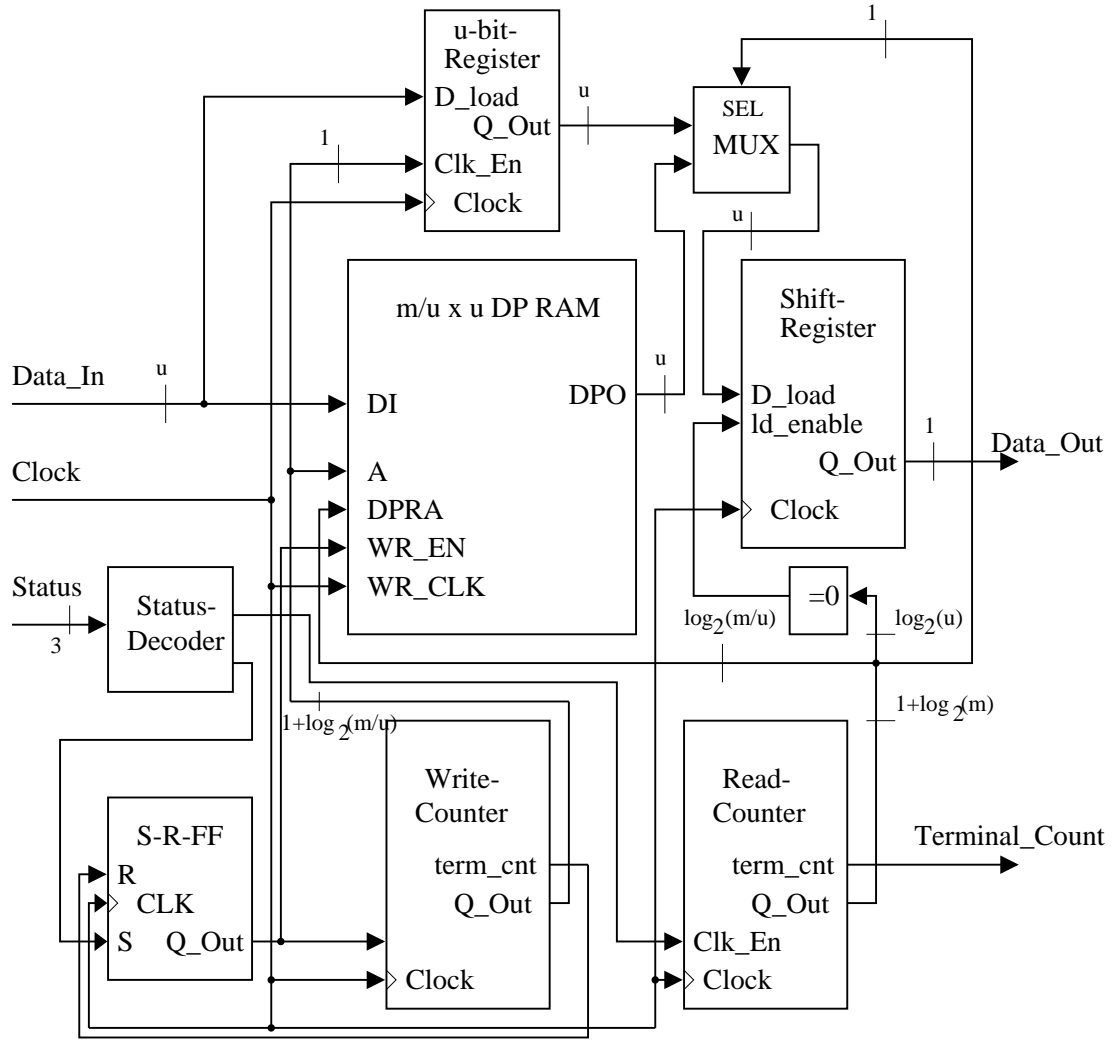 1
u-bit-
Register
D_load
Q_Out
Clk_En
Clock
u
1
SEL
MUX
u
m/u x u DP RAM
DPO
u
DI
A
DPRA
WR_EN
WR_CLK
Shift-
Register
D_load
ld_enable
Q_Out
Clock
1
Data_Out
Data_In
u
Clock
Status
3
Status-
Decoder
=0
log2(m/u)
log2(u)
1+log2(m/u)
1+log2(m)
S-R-FF
R
CLK
S
Q_Out
Write-
Counter
term_cnt
Q_Out
Clock
Read-
Counter
term_cnt
Q_Out
Clk_En
Clock
Terminal_Count